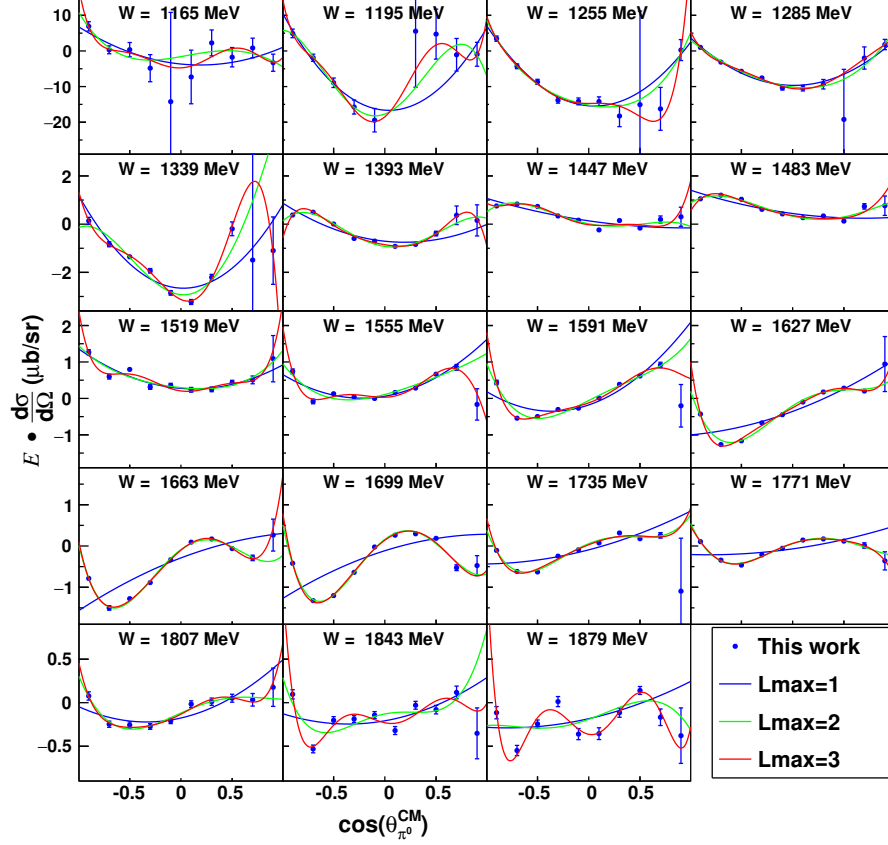 W = 1165 MeV W = 1195 MeV W = 1255 MeV W = 1285 MeV
0
−10
−20
W = 1339 MeV W = 1393 MeV W = 1447 MeV W = 1483 MeV
2
0
−2
W = 1519 MeV W = 1555 MeV W = 1591 MeV W = 1627 MeV
2
1
0
−1
E • dσ/dΩ (μb/sr)
W = 1663 MeV W = 1699 MeV W = 1735 MeV W = 1771 MeV
1
0
−1
W = 1807 MeV W = 1843 MeV W = 1879 MeV
0.5
0
−0.5
This work
Lmax=1
Lmax=2
Lmax=3
-0.5 0 0.5 -0.5 0 0.5 -0.5 0 0.5
cos(θ_π⁰^CM)